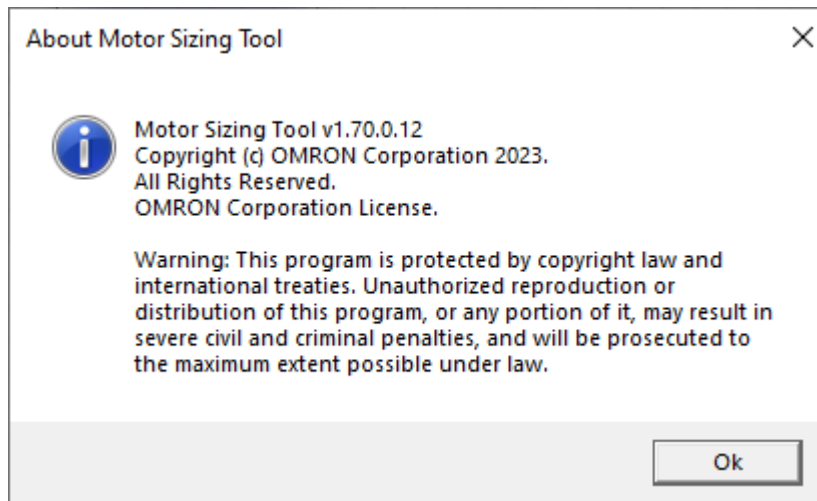 About Motor Sizing Tool
Motor Sizing Tool v1.70.0.12
Copyright (c) OMRON Corporation 2023.
All Rights Reserved.
OMRON Corporation License.
Warning: This program is protected by copyright law and
international treaties. Unauthorized reproduction or
distribution of this program, or any portion of it, may result in
severe civil and criminal penalties, and will be prosecuted to
the maximum extent possible under law.
Ok